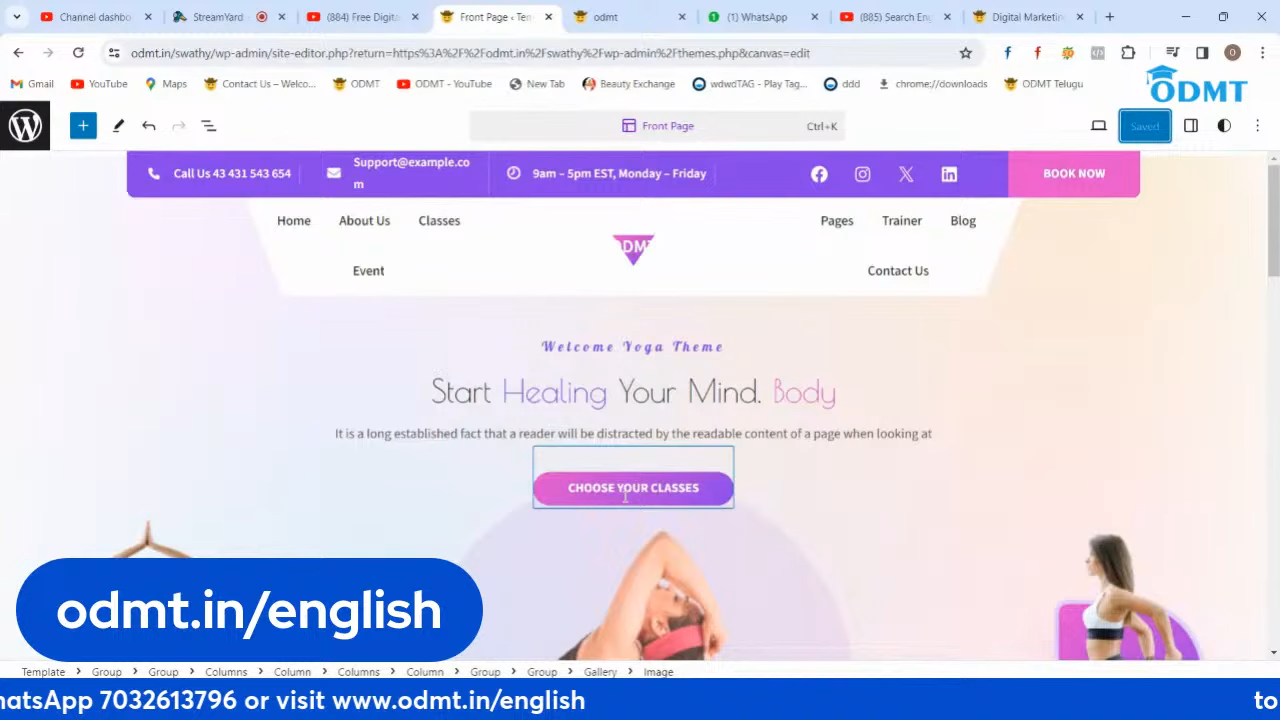 Channel dashbo
StreamYard
(884) Free Digita
Front Page ‹ Tem
odmt
(1) WhatsApp
(885) Search En
Digital Marketin
odmt.in/swathy/wp-admin/site-editor.php?return=https%3A%2F%2Fodmt.in%2Fswathy%2Fwp-admin%2Fthemes.php&canvas=edit
Gmail
YouTube
Maps
Contact Us – Welco...
ODMT
ODMT - YouTube
New Tab
Beauty Exchange
wdwdTAG - Play Tag...
ddd
chrome://downloads
ODMT Telugu
ODMT
Front Page
Ctrl+K
Saved
Call Us 43 431 543 654
Support@example.co
m
9am – 5pm EST, Monday – Friday
BOOK NOW
Home About Us Classes
Pages Trainer Blog
ODMT
Event
Contact Us
Welcome Yoga Theme
Start Healing Your Mind. Body
It is a long established fact that a reader will be distracted by the readable content of a page when looking at
CHOOSE YOUR CLASSES
odmt.in/english
Template > Group > Group > Columns > Column > Columns > Column > Group > Group > Gallery > Image
hatsApp 7032613796 or visit www.odmt.in/english
to